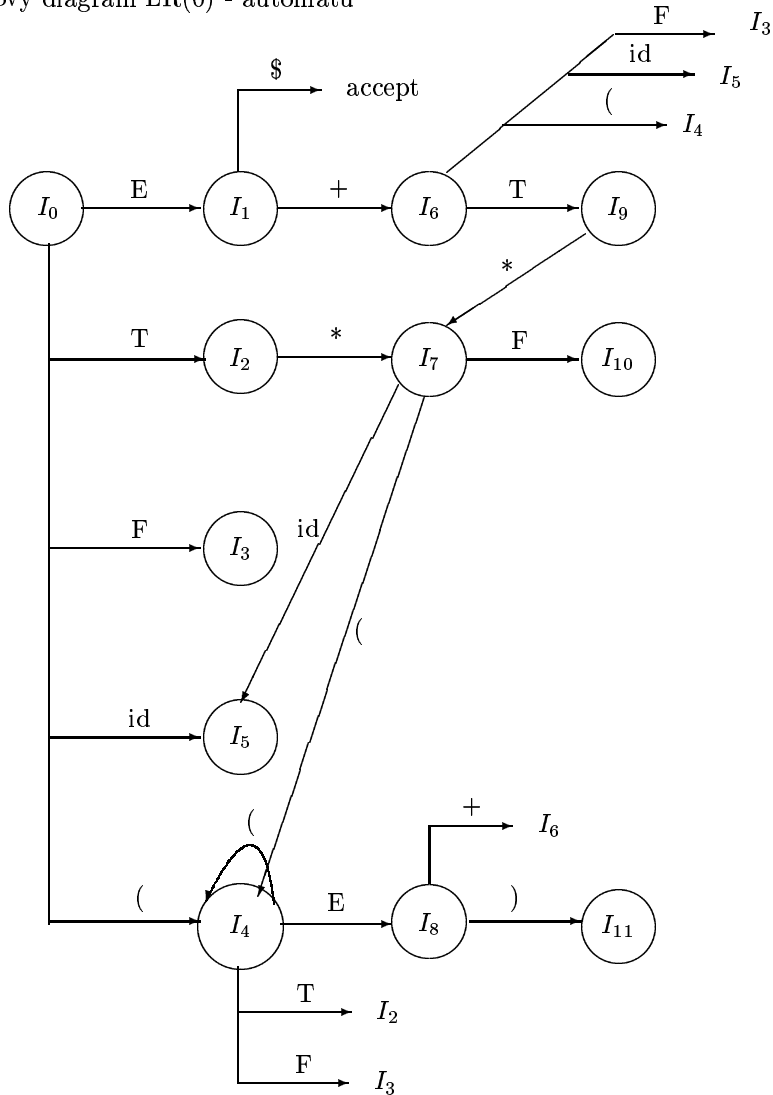 diagram LR(0) - automatu
F I₃
id I₅
( I₄
$ accept
I₀ E I₁ + I₆ T I₉
*
T I₂ * I₇ F I₁₀
F I₃ id
(
id I₅
( + I₆
( I₄ E I₈ ) I₁₁
T I₂
F I₃